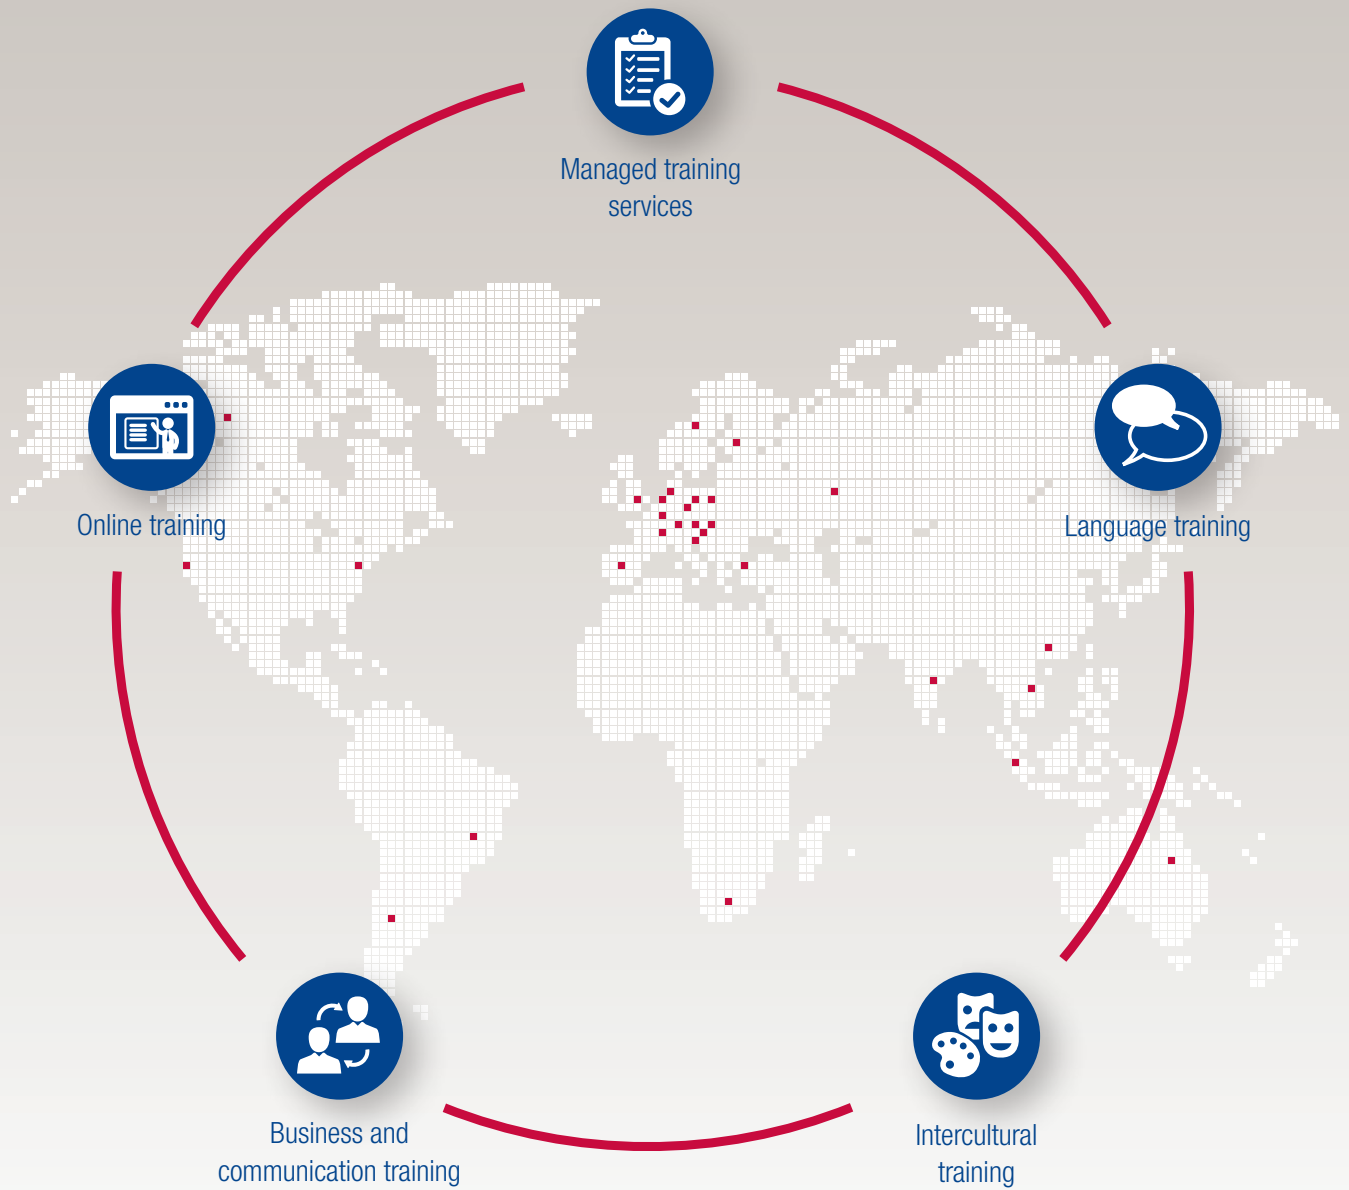 Managed training
services
Online training
Language training
Business and
communication training
Intercultural
training